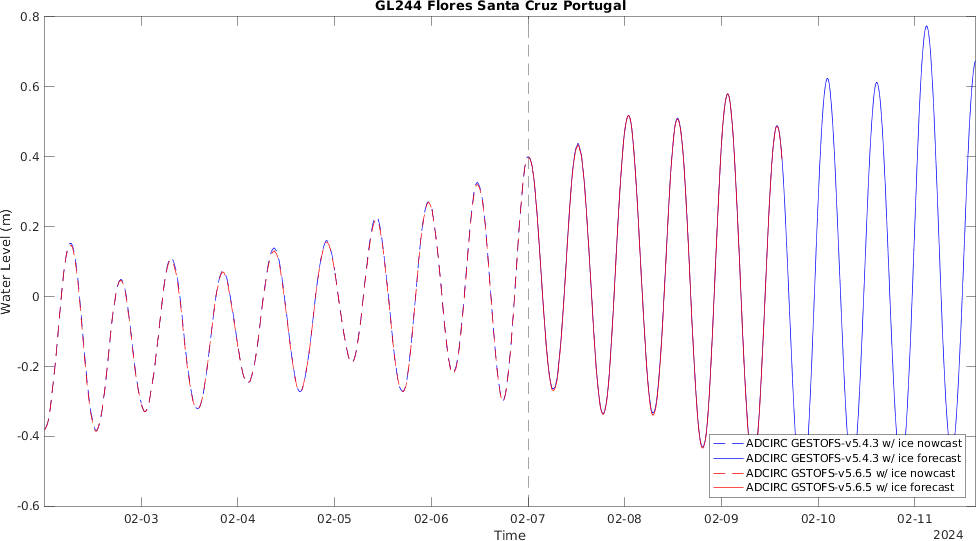 GL244 Flores Santa Cruz Portugal
Water Level (m)
0.8
0.6
0.4
0.2
0
-0.2
-0.4
-0.6
ADCIRC GESTOFS-v5.4.3 w/ ice nowcast
ADCIRC GESTOFS-v5.4.3 w/ ice forecast
ADCIRC GSTOFS-v5.6.5 w/ ice nowcast
ADCIRC GSTOFS-v5.6.5 w/ ice forecast
02-03 02-04 02-05 02-06 02-07 02-08 02-09 02-10 02-11
Time
2024